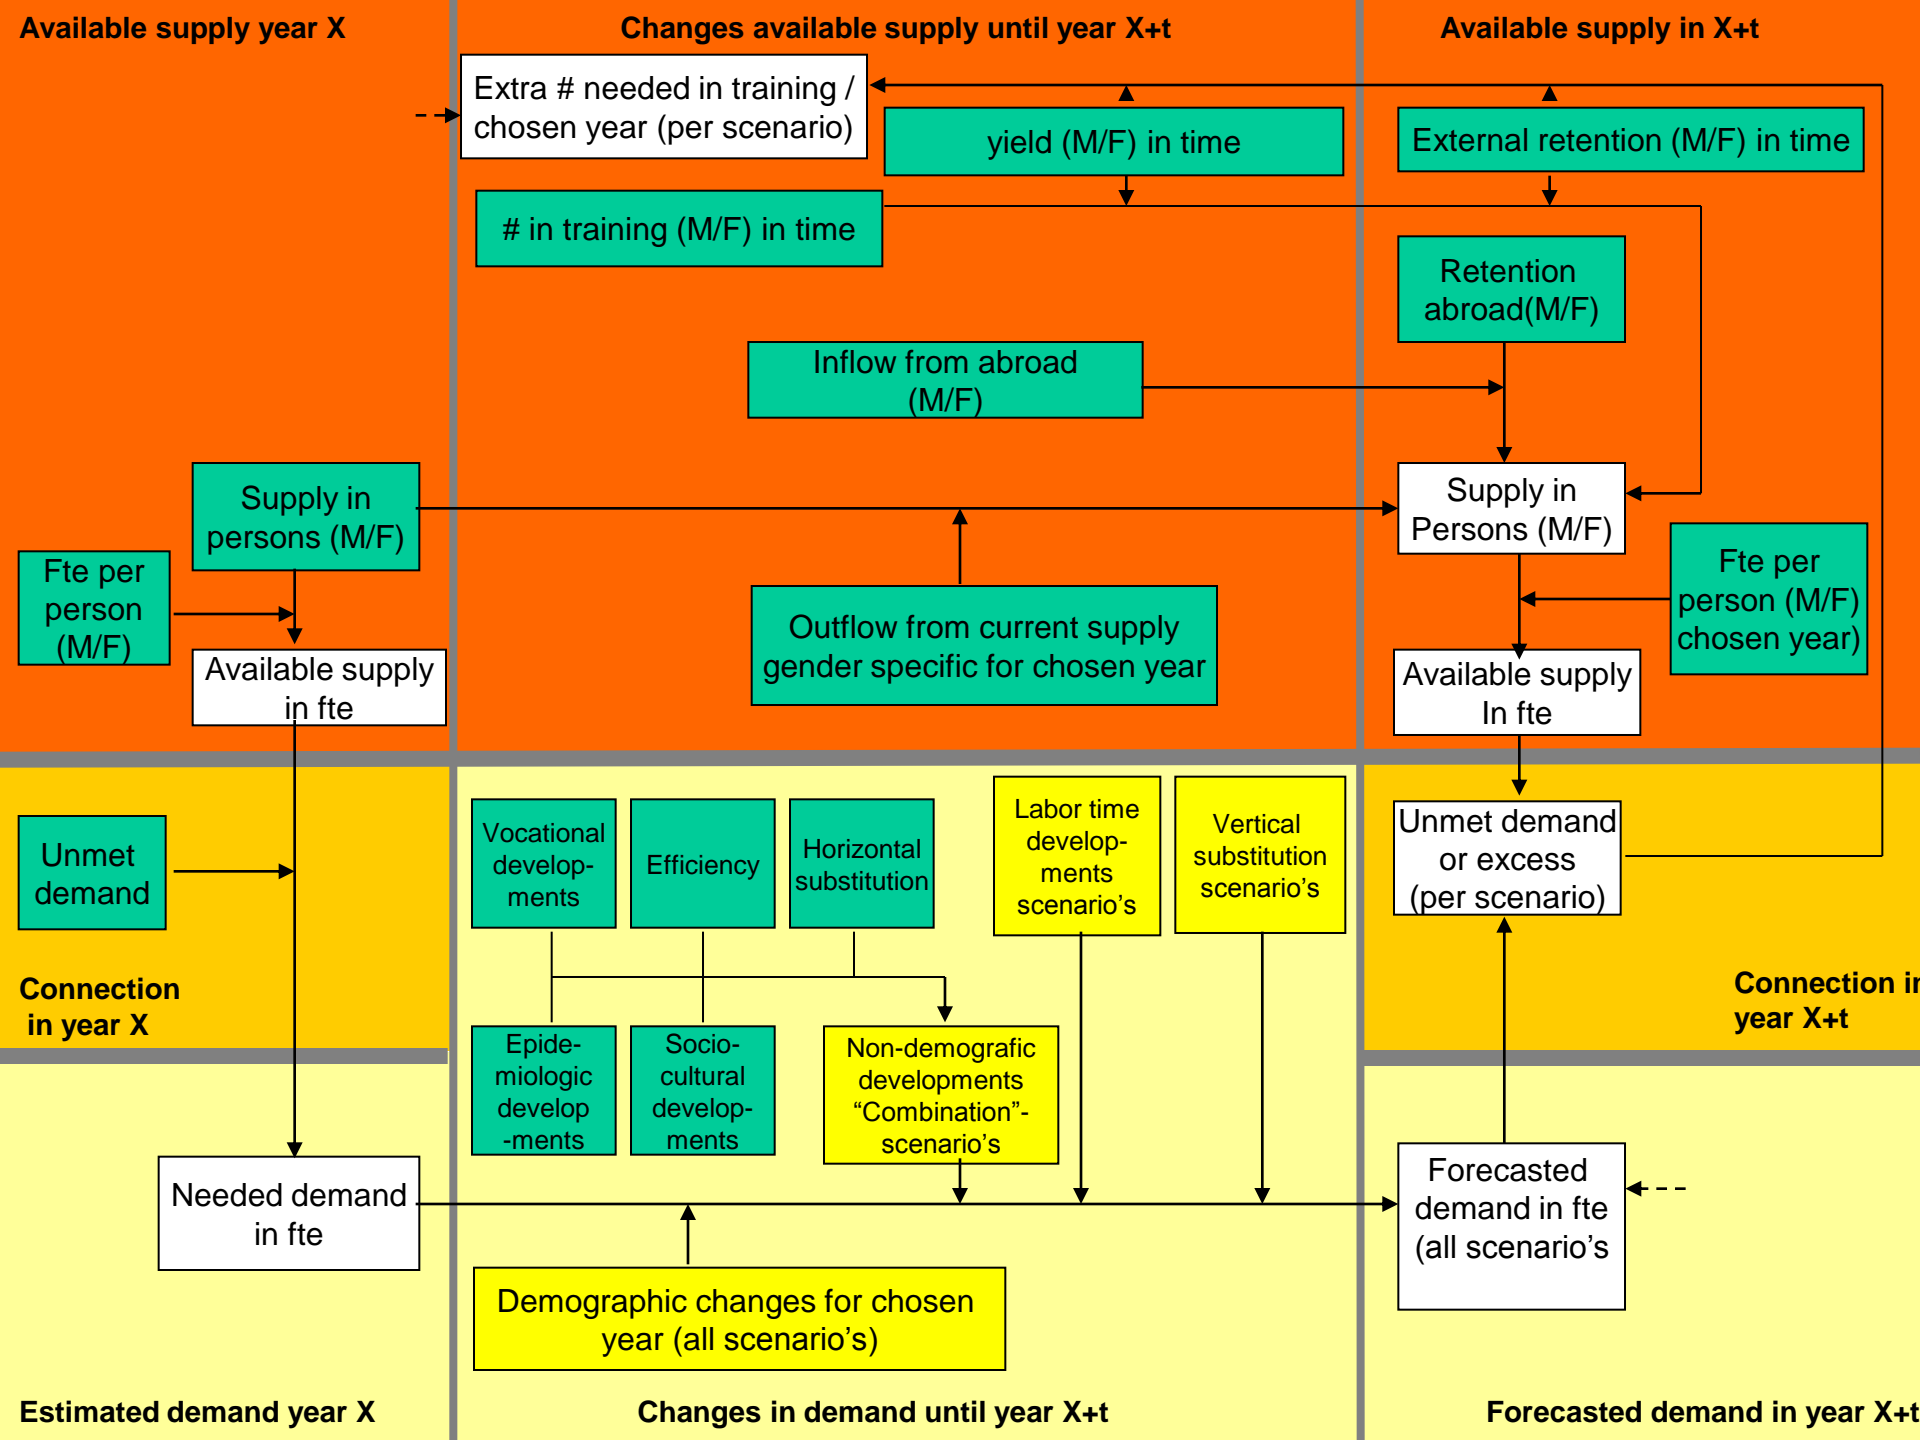 Available supply year X
Changes available supply until year X+t
Available supply in X+t
Extra # needed in training /
chosen year (per scenario)
yield (M/F) in time
External retention (M/F) in time
# in training (M/F) in time
Retention
abroad(M/F)
Inflow from abroad
(M/F)
Supply in
persons (M/F)
Supply in
Persons (M/F)
Fte per
person
(M/F)
Fte per
person (M/F)
chosen year)
Outflow from current supply
gender specific for chosen year
Available supply
in fte
Available supply
In fte
Unmet
demand
Vocational
develop-
ments
Efficiency
Horizontal
substitution
Labor time
develop-
ments
scenario's
Vertical
substitution
scenario's
Unmet demand
or excess
(per scenario)
Connection
in year X
Connection in
year X+t
Epide-
miologic
develop
-ments
Socio-
cultural
develop-
ments
Non-demografic
developments
“Combination”-
scenario's
Needed demand
in fte
Forecasted
demand in fte
(all scenario's
Demographic changes for chosen
year (all scenario's)
Estimated demand year X
Changes in demand until year X+t
Forecasted demand in year X+t